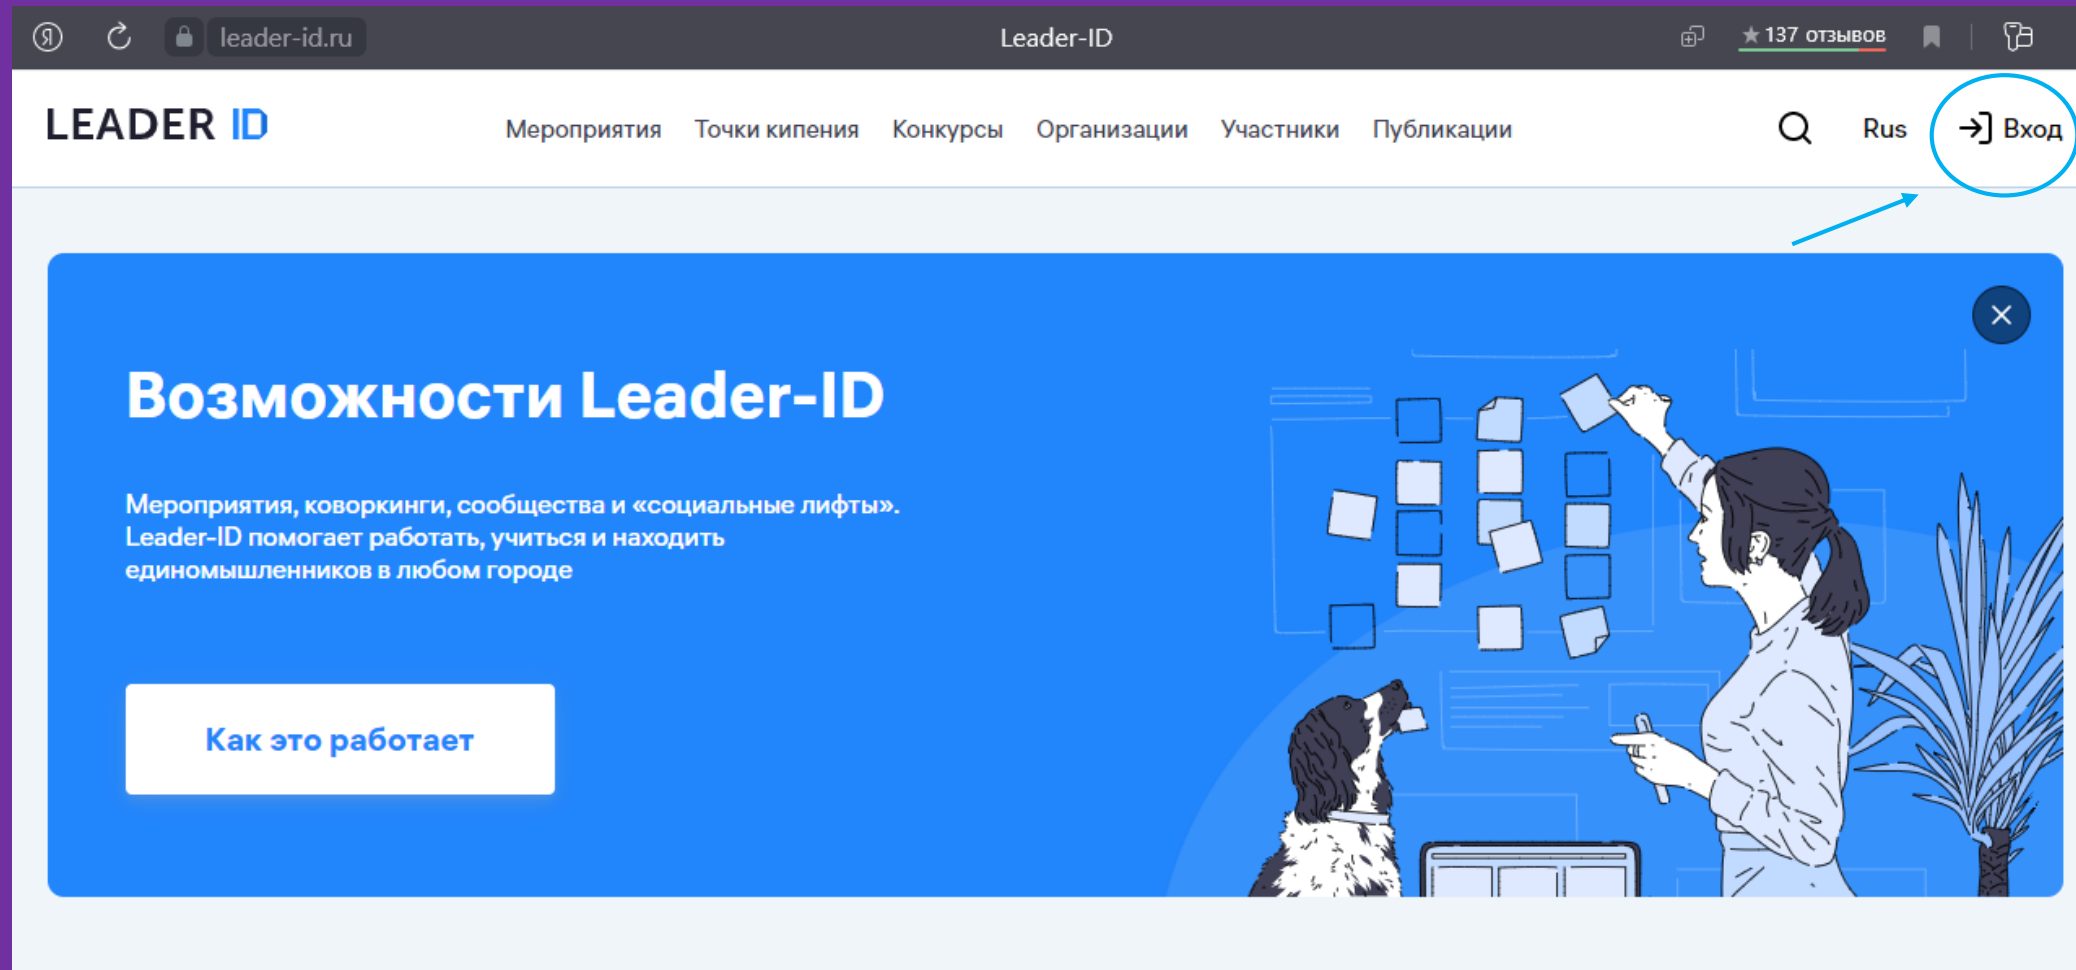 leader-id.ru
Leader-ID
137 отзывов
LEADER ID
Мероприятия Точки кипения Конкурсы Организации Участники Публикации
Rus
Вход
Возможности Leader-ID
Мероприятия, коворкинги, сообщества и «социальные лифты».
Leader-ID помогает работать, учиться и находить
единомышленников в любом городе
Как это работает